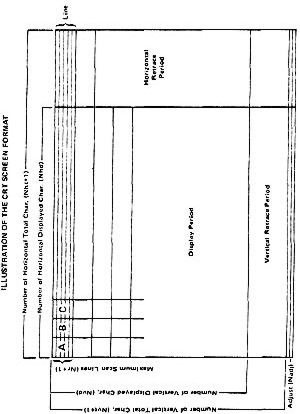 ILLUSTRATION OF THE CRT SCREEN FORMAT
Number of Horizontal Total Char. (Nht+1)
Number of Horizontal Displayed Char. (Nhd)
Line
A B C
Horizontal
Retrace
Period
Display Period
Vertical Retrace Period
Maximum Scan Line (Nr+1)
Number of Vertical Displayed Char. (Nvd)
Number of Vertical Total Char. (Nvt+1)
Adjust (Nadj)